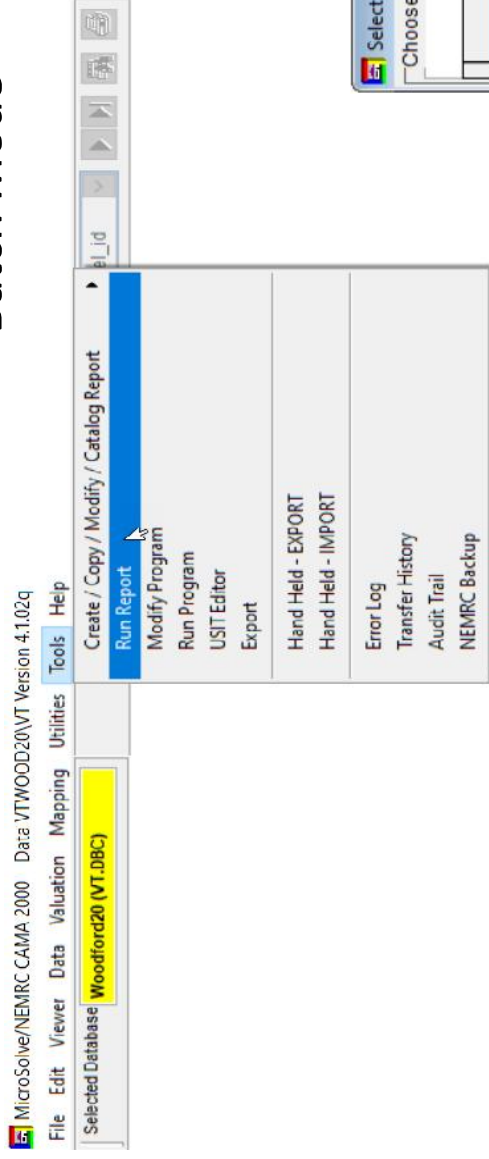 MicroSolve/NEMRC CAMA 2000 Data VTWOOD20\VT Version 4.1.02q
File Edit Viewer Data Valuation Mapping Utilities Tools Help
Selected Database Woodford20 (VT.DBC)
el_id
Create / Copy / Modify / Catalog Report
Run Report
Modify Program
Run Program
USIT Editor
Export
Hand Held - EXPORT
Hand Held - IMPORT
Error Log
Transfer History
Audit Trail
NEMRC Backup
Select
Choose